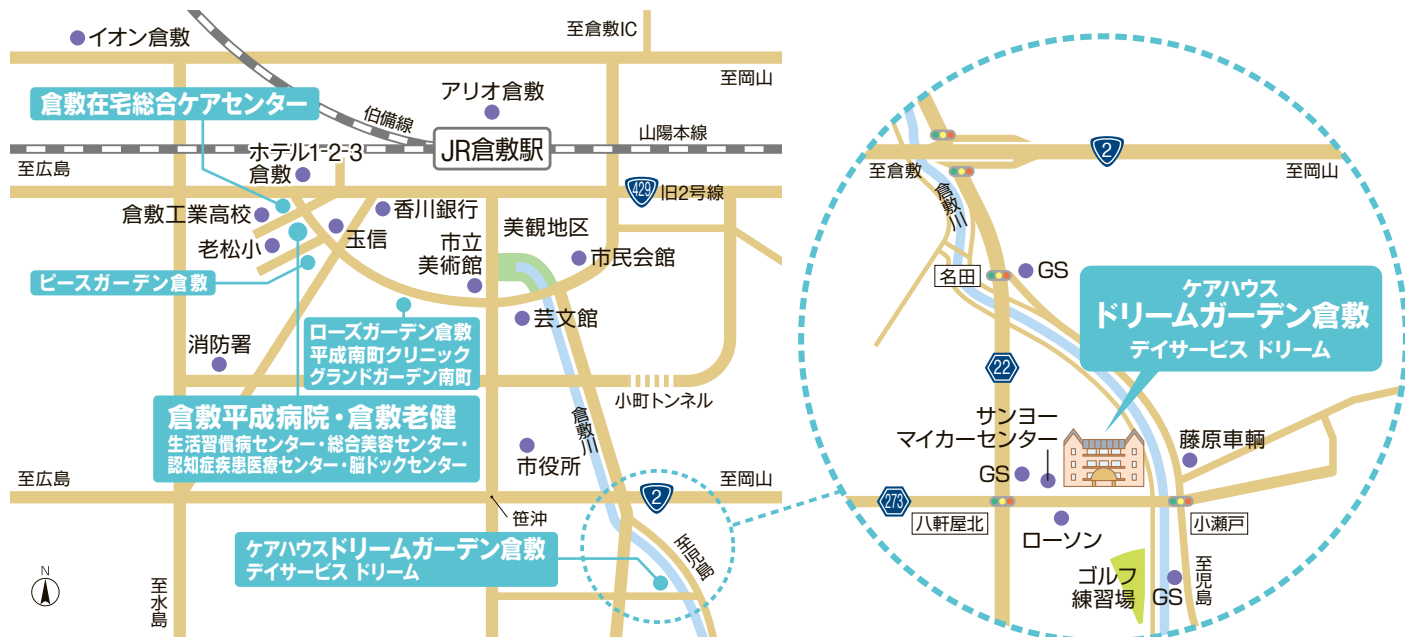 イオン倉敷
至倉敷IC
至岡山
倉敷在宅総合ケアセンター
アリオ倉敷
伯備線
JR倉敷駅
山陽本線
至広島
ホテル1-2-3
倉敷
429
旧2号線
倉敷工業高校
香川銀行
老松小
玉信
市立
美術館
美観地区
市民会館
ピースガーデン倉敷
芸文館
ローズガーデン倉敷
平成南町クリニック
グランドガーデン南町
消防署
小町トンネル
倉敷平成病院・倉敷老健
生活習慣病センター・総合美容センター・
認知症疾患医療センター・脳ドックセンター
倉敷川
市役所
至広島
2
至岡山
笹沖
ケアハウスドリームガーデン倉敷
デイサービス ドリーム
至児島
N
至水島
2
至倉敷
至岡山
倉敷川
名田
GS
ケアハウス
ドリームガーデン倉敷
デイサービス ドリーム
22
サンヨー
マイカーセンター
藤原車輌
GS
273
八軒屋北
小瀬戸
ローソン
ゴルフ
練習場
GS
至児島